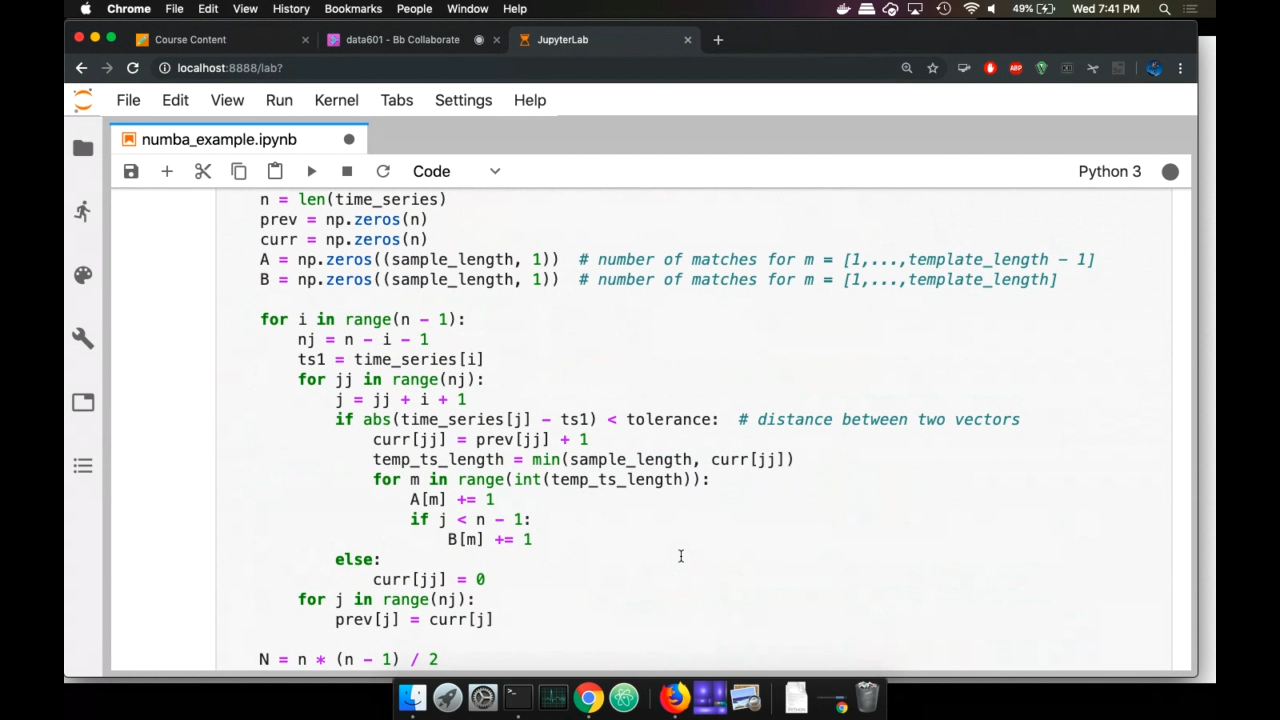 Chrome File Edit View History Bookmarks People Window Help 49% Wed 7:41 PM
Course Content data601 - Bb Collaborate JupyterLab
localhost:8888/lab? ABP
File Edit View Run Kernel Tabs Settings Help
numba_example.ipynb
Code Python 3
n = len(time_series)
prev = np.zeros(n)
curr = np.zeros(n)
A = np.zeros((sample_length, 1))  # number of matches for m = [1,...,template_length - 1]
B = np.zeros((sample_length, 1))  # number of matches for m = [1,...,template_length]
for i in range(n - 1):
    nj = n - i - 1
    ts1 = time_series[i]
    for jj in range(nj):
        j = jj + i + 1
        if abs(time_series[j] - ts1) < tolerance:  # distance between two vectors
            curr[jj] = prev[jj] + 1
            temp_ts_length = min(sample_length, curr[jj])
            for m in range(int(temp_ts_length)):
                A[m] += 1
                if j < n - 1:
                    B[m] += 1
        else:
            curr[jj] = 0
    for j in range(nj):
        prev[j] = curr[j]
N = n * (n - 1) / 2